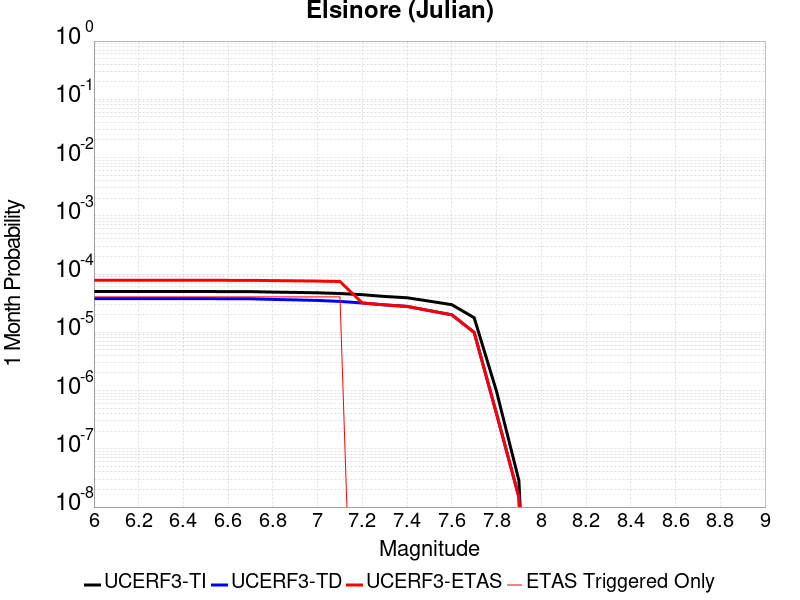 Elsinore (Julian)
10^0
10^-1
10^-2
10^-3
10^-4
10^-5
10^-6
10^-7
10^-8
1 Month Probability
6 6.2 6.4 6.6 6.8 7 7.2 7.4 7.6 7.8 8 8.2 8.4 8.6 8.8 9
Magnitude
UCERF3-TI UCERF3-TD UCERF3-ETAS ETAS Triggered Only